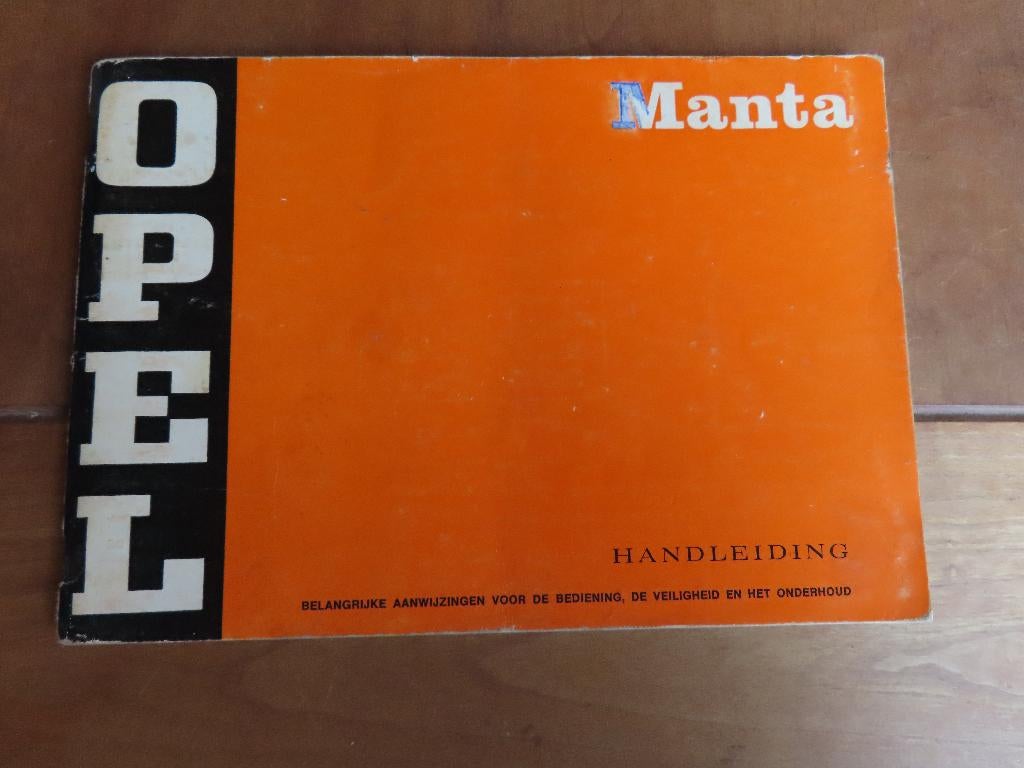 OPEL
Manta
HANDLEIDING
BELANGRIJKE AANWIJZINGEN VOOR DE BEDIENING, DE VEILIGHEID EN HET ONDERHOUD